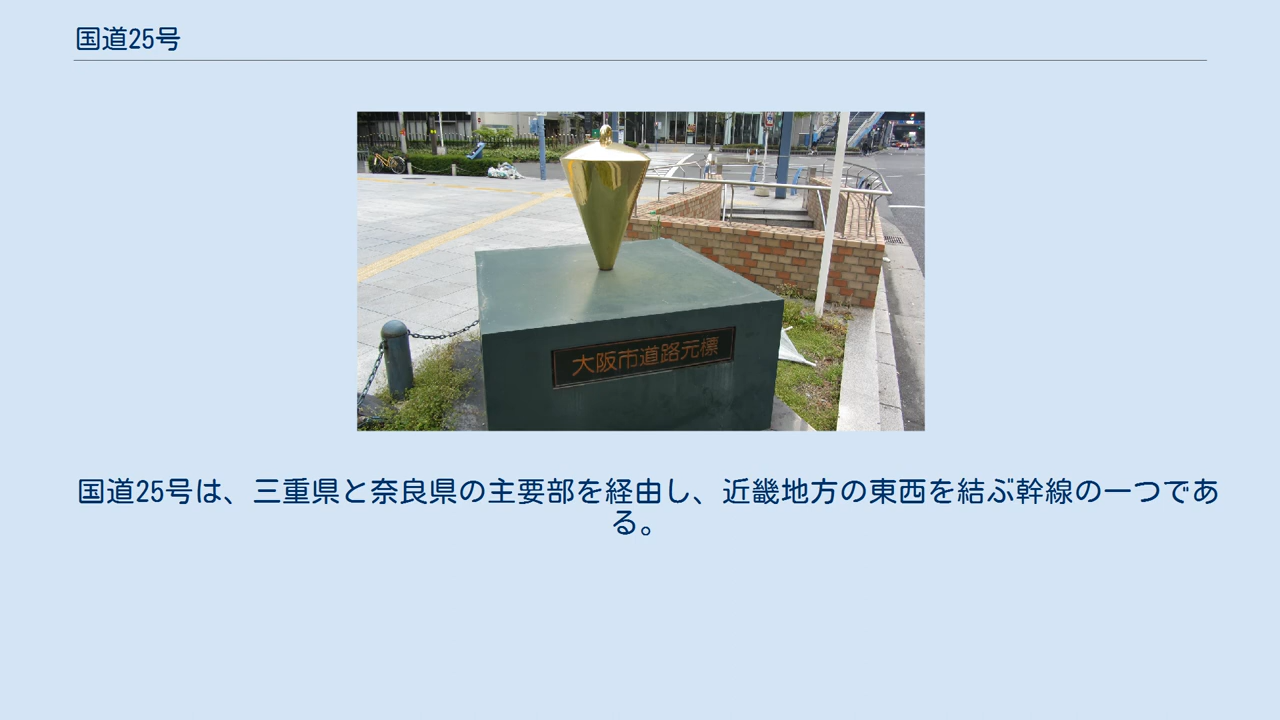 国道25号
大阪市道路元標
国道25号は、三重県と奈良県の主要部を経由し、近畿地方の東西を結ぶ幹線の一つであ
る。